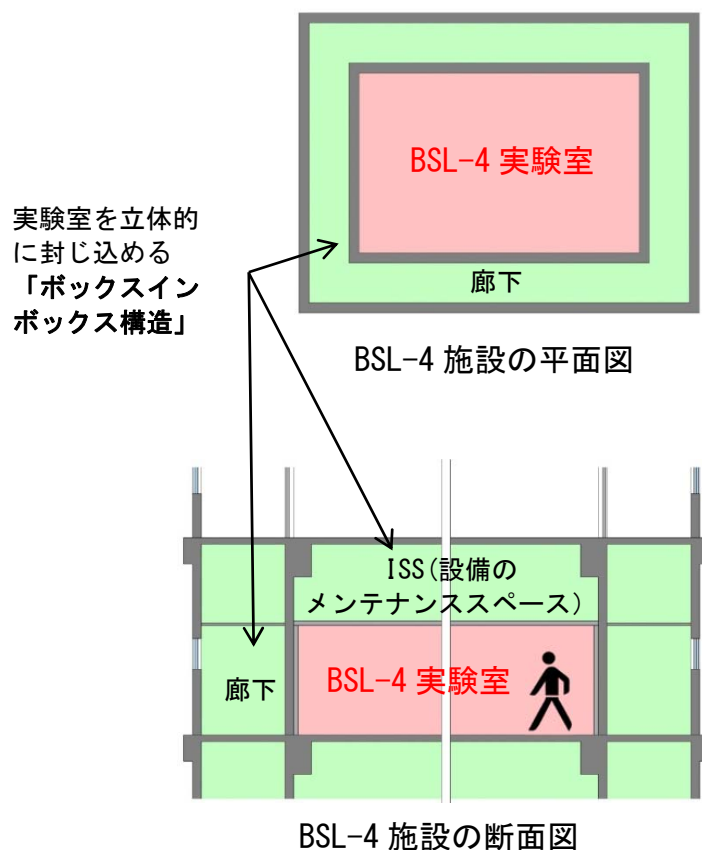 BSL-4 実験室
廊下
BSL-4 施設の平面図
実験室を立体的
に封じ込める
「ボックスイン
ボックス構造」
ISS(設備の
メンテナンススペース)
廊下
BSL-4 実験室
BSL-4 施設の断面図